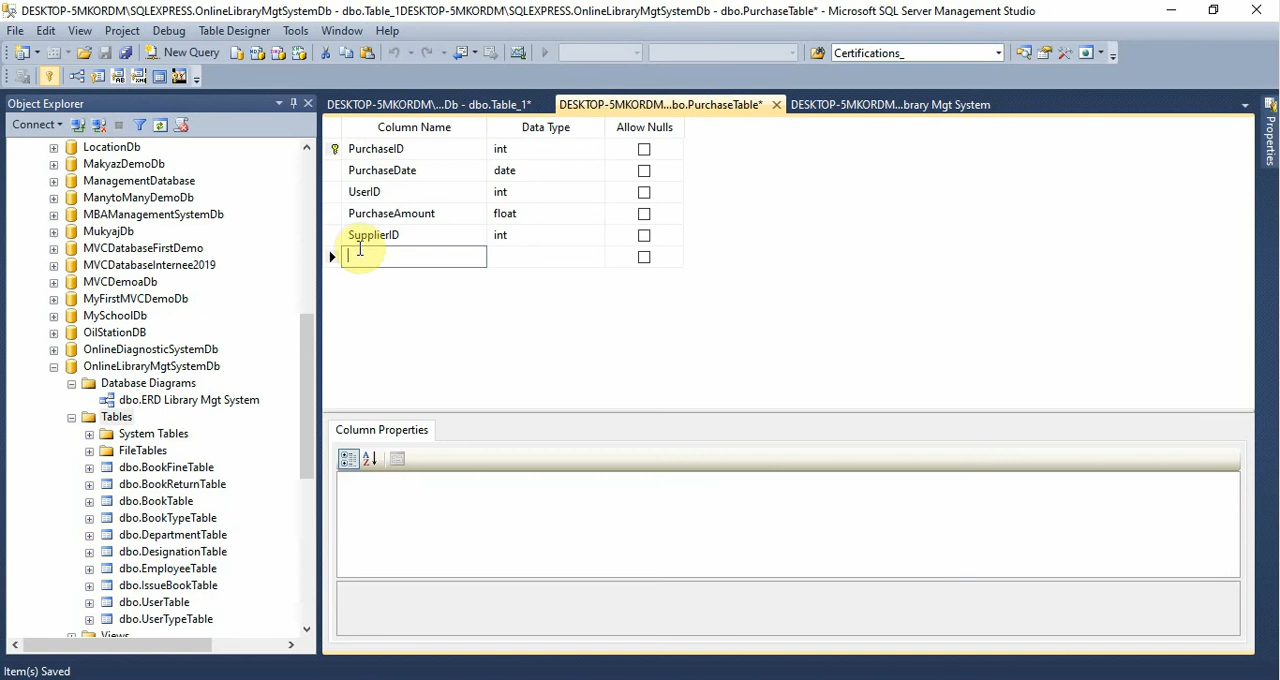 DESKTOP-5MKORDM\SQLEXPRESS.OnlineLibraryMgtSystemDb - dbo.Table_1DESKTOP-5MKORDM\SQLEXPRESS.OnlineLibraryMgtSystemDb - dbo.PurchaseTable* - Microsoft SQL Server Management Studio
File Edit View Project Debug Table Designer Tools Window Help
New Query Certifications_
Object Explorer
DESKTOP-5MKORDM\...Db - dbo.Table_1* DESKTOP-5MKORDM...bo.PurchaseTable* DESKTOP-5MKORDM...brary Mgt System
Connect
Column Name Data Type Allow Nulls
PurchaseID int
PurchaseDate date
UserID int
PurchaseAmount float
SupplierID int
LocationDb
MakyazDemoDb
ManagementDatabase
ManytoManyDemoDb
MBAManagementSystemDb
MukyajDb
MVCDatabaseFirstDemo
MVCDatabaseInternee2019
MVCDemoaDb
MyFirstMVCDemoDb
MySchoolDb
OilStationDB
OnlineDiagnosticSystemDb
OnlineLibraryMgtSystemDb
Database Diagrams
dbo.ERD Library Mgt System
Tables
System Tables
FileTables
dbo.BookFineTable
dbo.BookReturnTable
dbo.BookTable
dbo.BookTypeTable
dbo.DepartmentTable
dbo.DesignationTable
dbo.EmployeeTable
dbo.IssueBookTable
dbo.UserTable
dbo.UserTypeTable
Views
Column Properties
Properties
Item(s) Saved